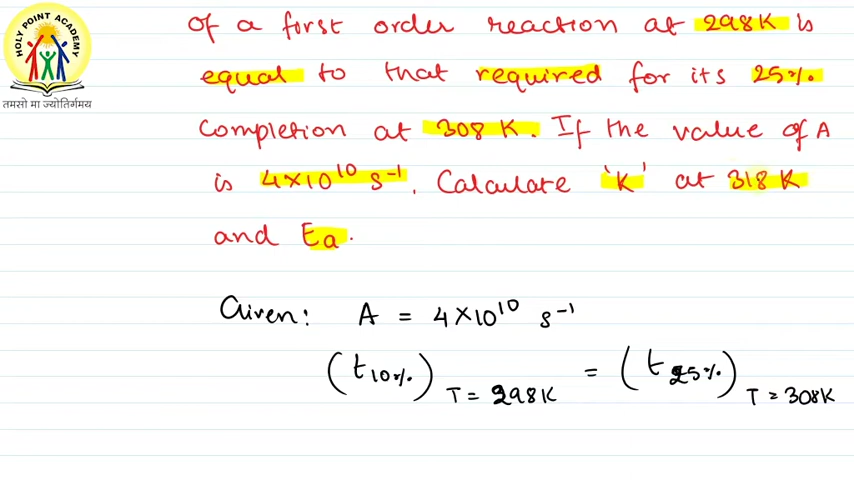 HOLY POINT ACADEMY
तमसो मा ज्योतिर्गमय
of a first order reaction at 298K is
equal to that required for its 25%
completion at 308 K. If the value of A
is 4×10¹⁰ s⁻¹. Calculate 'K' at 318 K
and Ea.
Given: A = 4×10¹⁰ s⁻¹
(t10%) T = 298K = (t25%) T = 308K